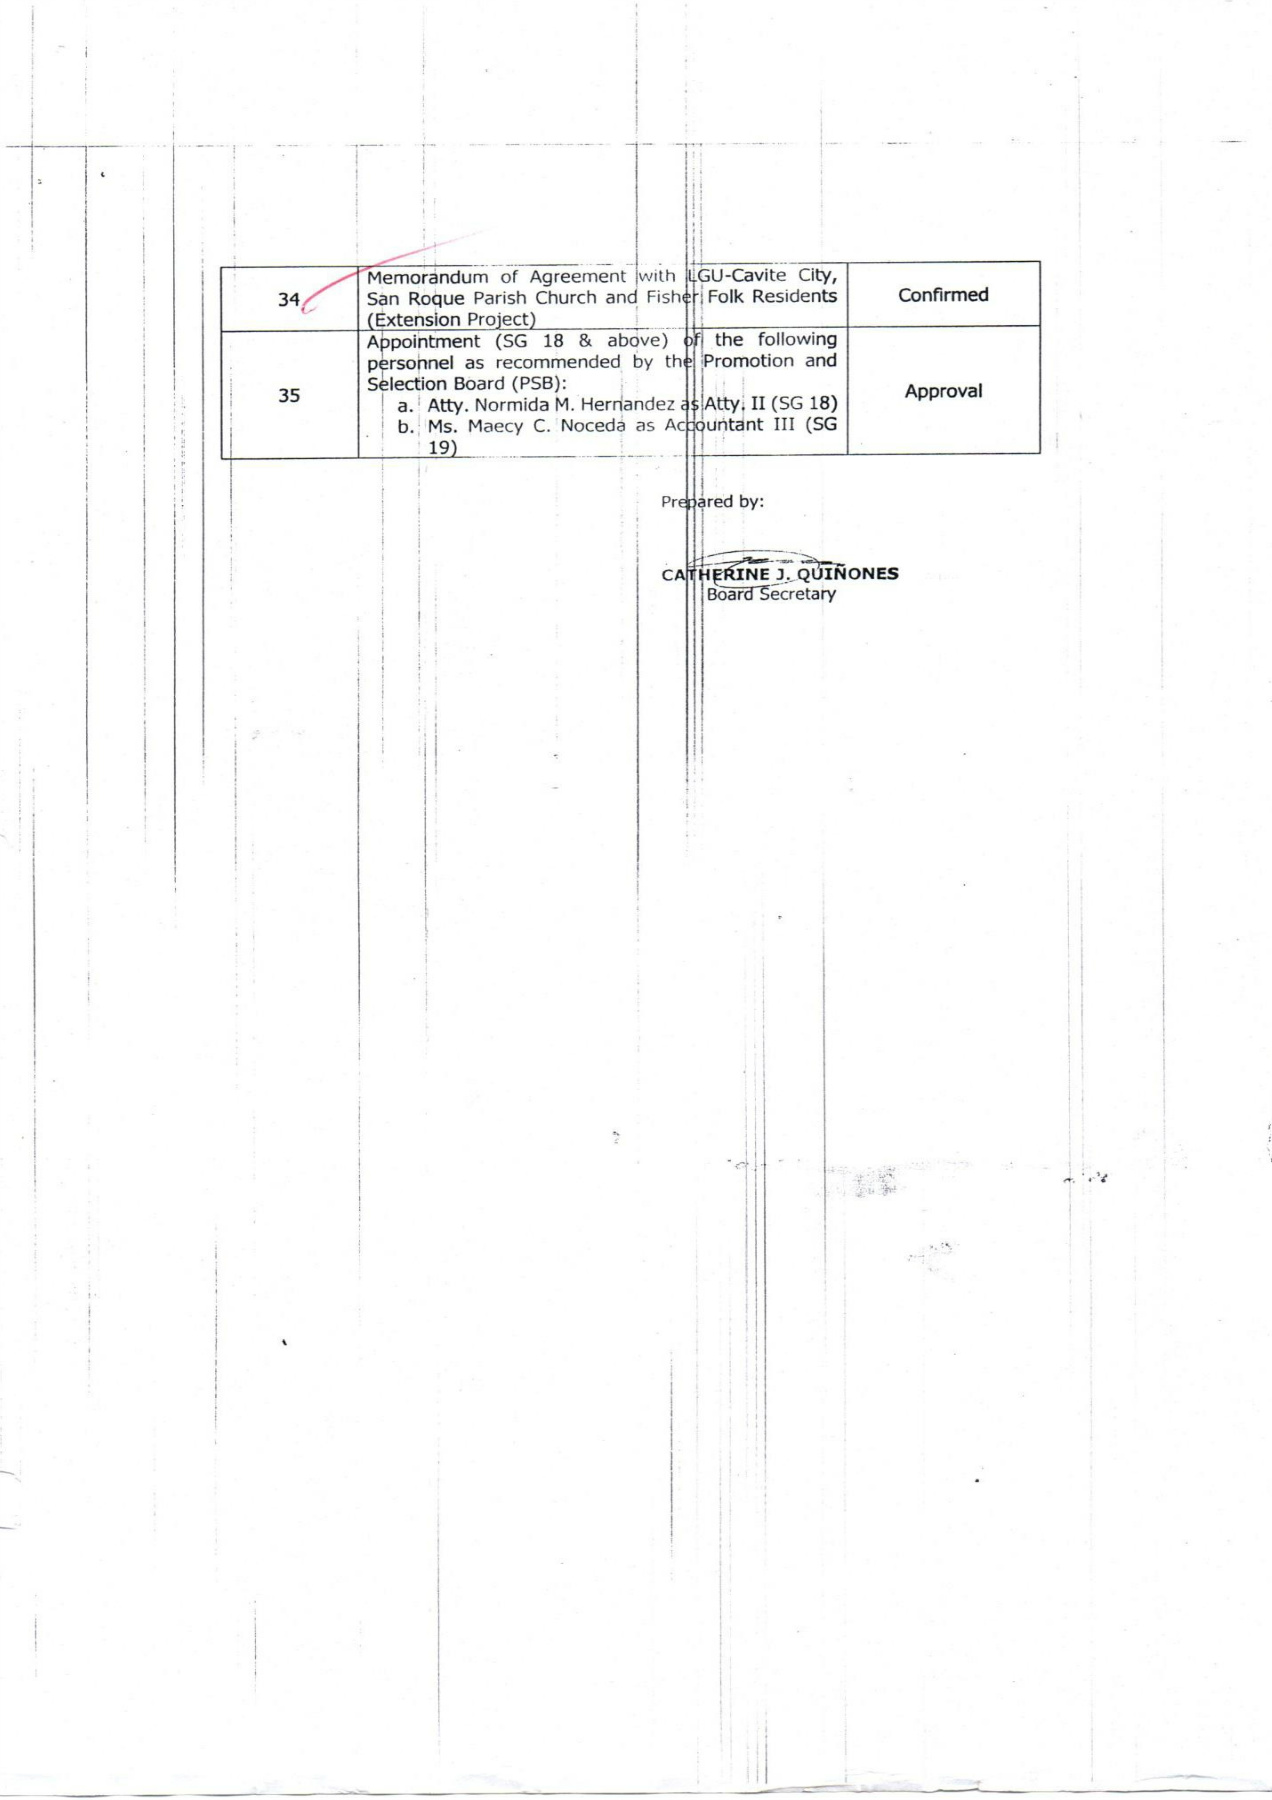 34
Memorandum of Agreement with LGU-Cavite City,
San Roque Parish Church and Fisher Folk Residents
(Extension Project)
Confirmed
35
Appointment (SG 18 & above) of the following
personnel as recommended by the Promotion and
Selection Board (PSB):
a. Atty. Normida M. Hernandez as Atty. II (SG 18)
b. Ms. Maecy C. Noceda as Accountant III (SG
19)
Approval
Prepared by:
CATHERINE J. QUIÑONES
Board Secretary